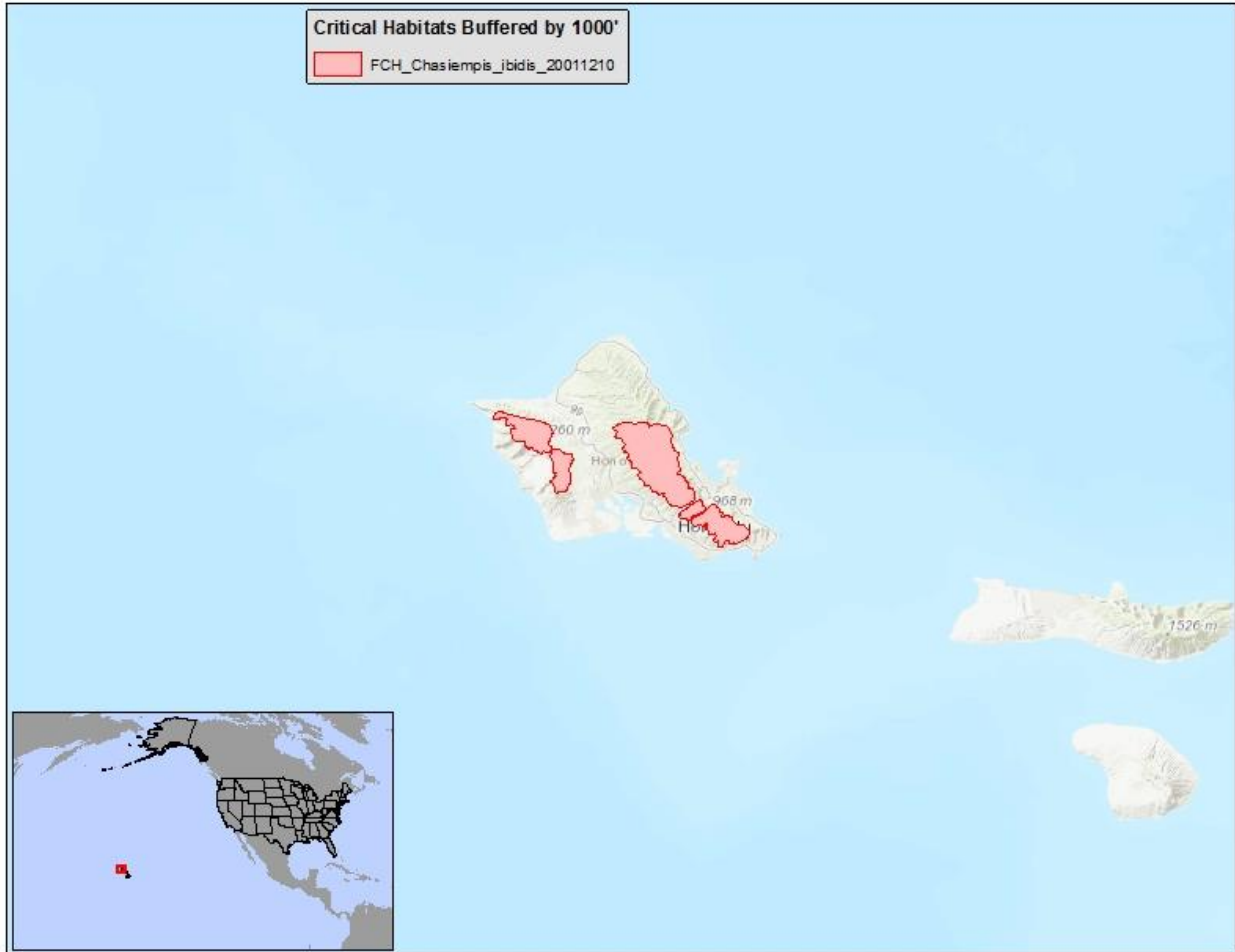 Critical Habitats Buffered by 1000'
FCH_Chasiempis_ibidis_20011210
260 m
968 m
1526 m